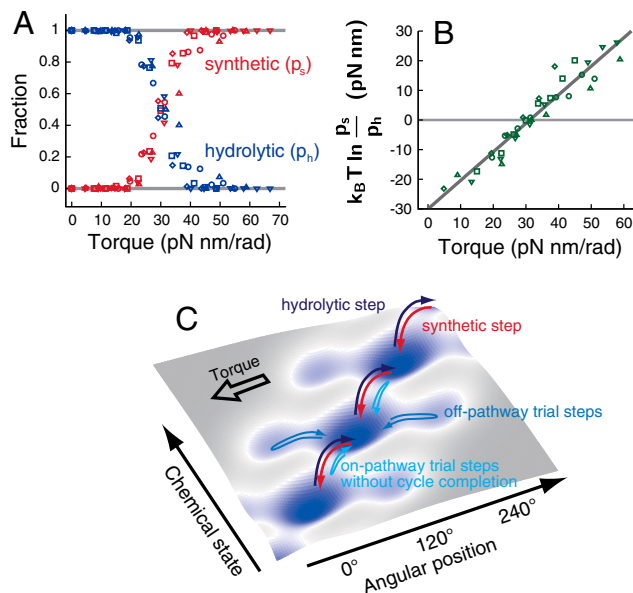 A
1
0.8
0.6
0.4
0.2
0
Fraction
synthetic (pₛ)
hydrolytic (pₕ)
0 10 20 30 40 50 60 70
Torque (pN nm/rad)
B
30
20
10
0
-10
-20
-30
k_B T ln pₛ/pₕ (pN nm)
0 10 20 30 40 50 60
Torque (pN nm/rad)
C
hydrolytic step
synthetic step
Torque
off-pathway trial steps
on-pathway trial steps
without cycle completion
Chemical state
0° 120° 240°
Angular position